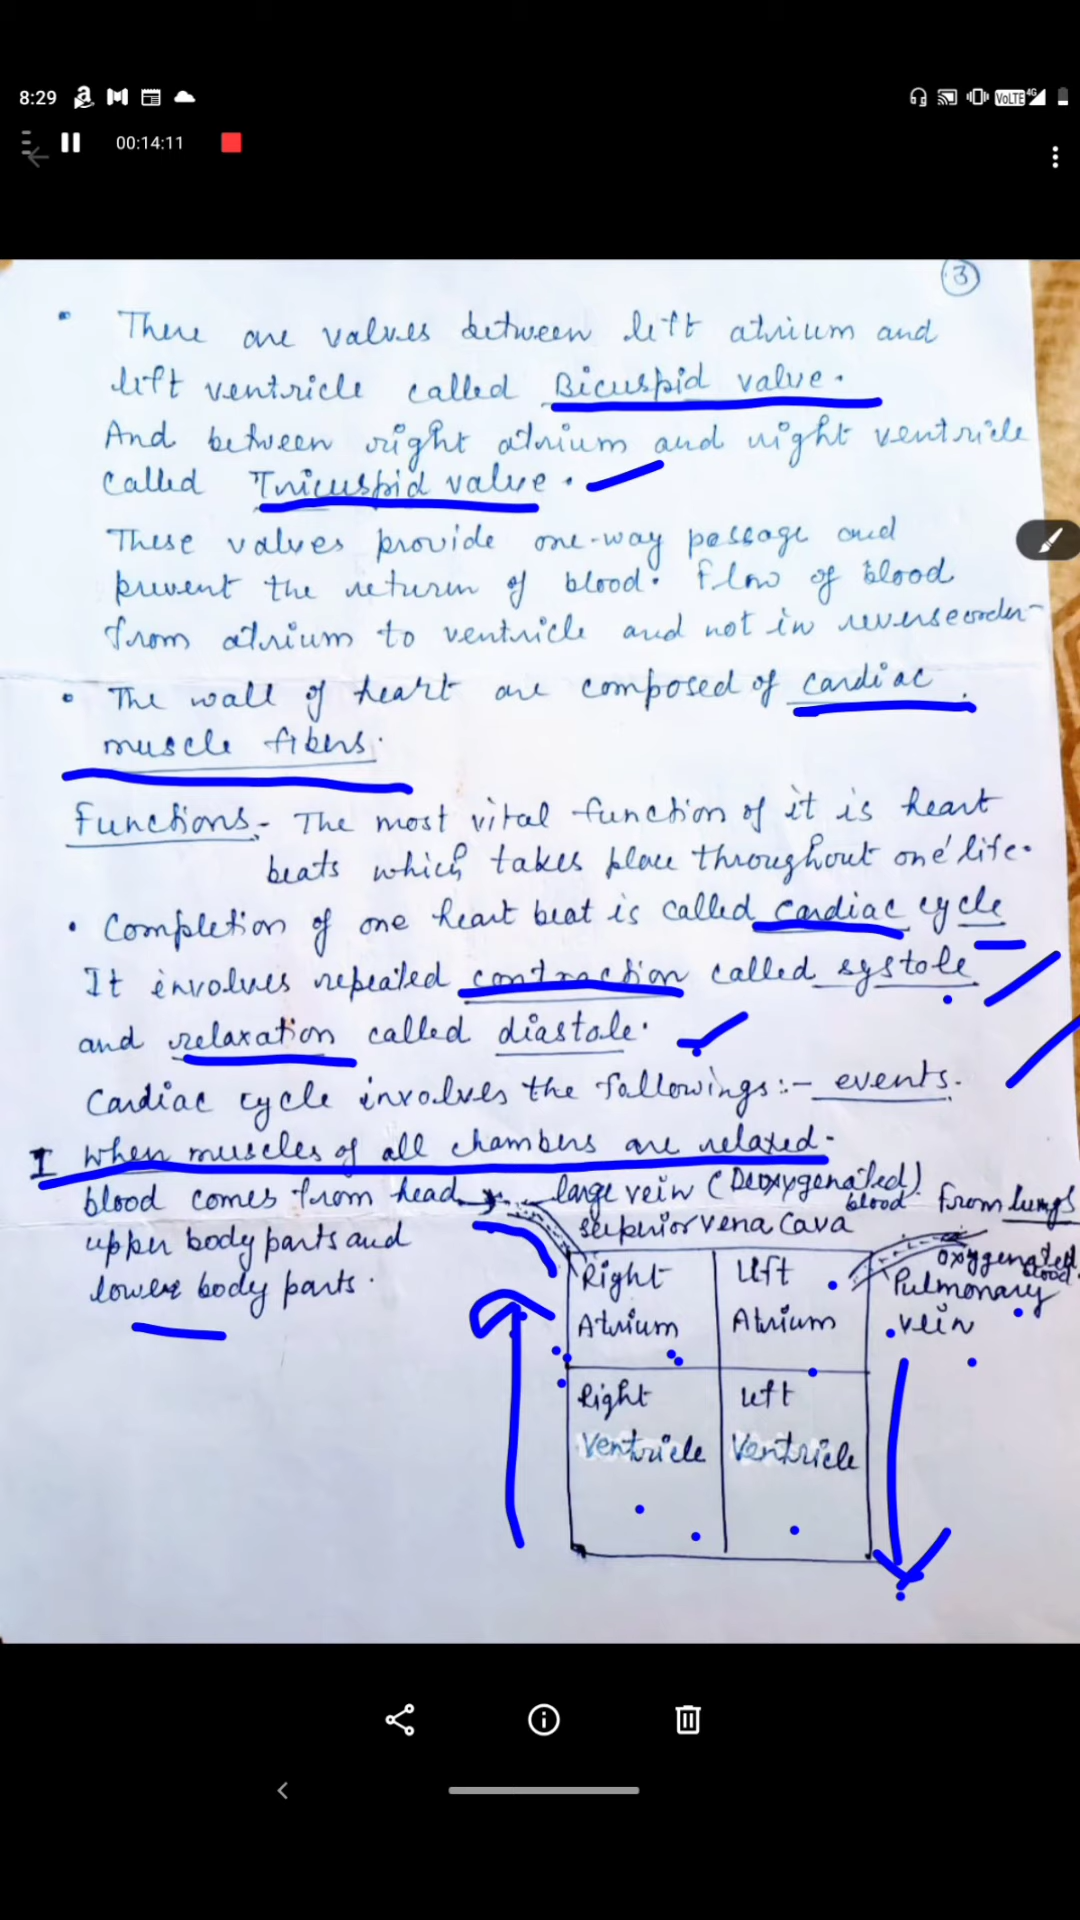 8:29
VoLTE 4G
00:14:11
3
• There are valves between left atrium and
left ventricle called Bicuspid valve.
And between right atrium and right ventricle
called Tricuspid valve.
These valves provide one-way passage and
prevent the return of blood. Flow of blood
from atrium to ventricle and not in reverse order-
• The wall of heart are composed of cardiac
muscle fibers.
Functions:- The most vital function of it is heart
beats which takes place throughout one' life.
• Completion of one heart beat is called cardiac cycle
It involves repeated contraction called systole
and relaxation called diastole.
Cardiac cycle involves the followings:- events.
I when muscles of all chambers are relaxed-
blood comes from head → large vein (Deoxygenated) blood
upper body parts and
lower body parts.
superior vena cava
From lungs
oxygenated blood.
Pulmonary
vein
Right Atrium
Left Atrium
Right Ventricle
Left Ventricle